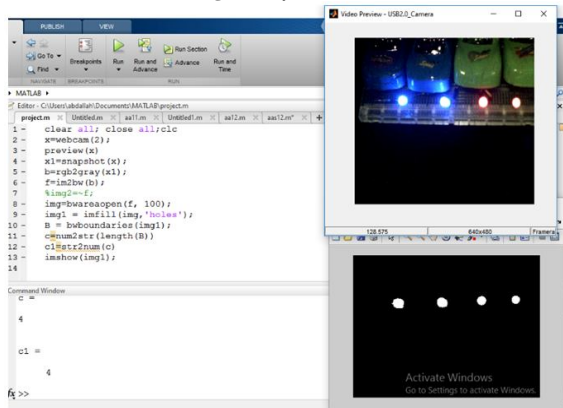 PUBLISH VIEW
Go To
Find
Breakpoints
Run
Run and Advance
Run Section
Advance
Run and Time
NAVIGATE BREAKPOINTS RUN
MATLAB
Editor - C:\Users\abdallah\Documents\MATLAB\project.m
project.m Untitled.m aa11.m Untitled1.m aa12.m aas12.m* +
1 - clear all; close all;clc
2 - x=webcam(2);
3 - preview(x)
4 - x1=snapshot(x);
5 - b=rgb2gray(x1);
6 - f=im2bw(b);
7 %img2=~f;
8 - img=bwareaopen(f, 100);
9 - img1 = imfill(img,'holes');
10 - B = bwboundaries(img1);
11 - c=num2str(length(B))
12 - c1=str2num(c)
13 - imshow(img1);
14
Command Window
c =
4
c1 =
4
fx >>
Video Preview - USB2.0_Camera
128.575 640x480 Framera
Activate Windows
Go to Settings to activate Windows.